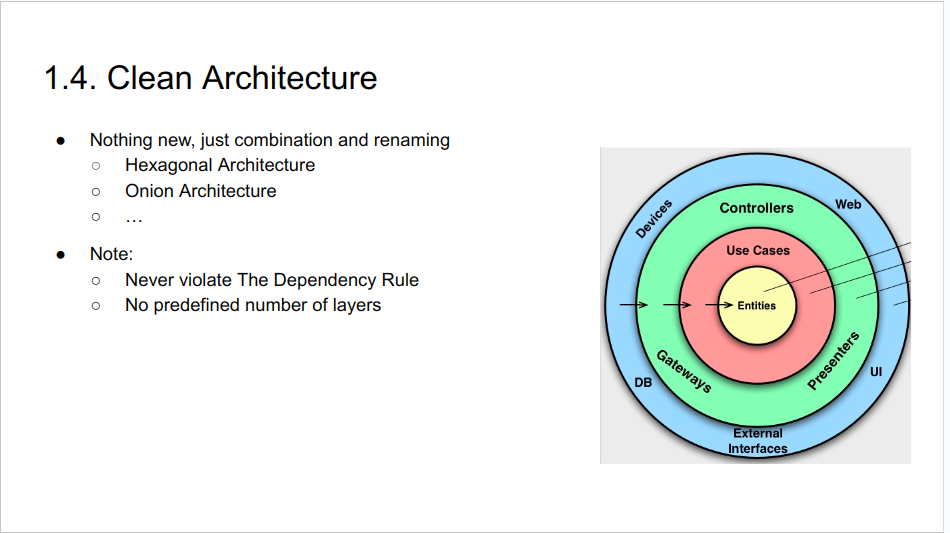 1.4. Clean Architecture
● Nothing new, just combination and renaming
○ Hexagonal Architecture
○ Onion Architecture
○ …
● Note:
○ Never violate The Dependency Rule
○ No predefined number of layers
Devices
Web
Controllers
Use Cases
Entities
Gateways
Presenters
DB
UI
External
Interfaces